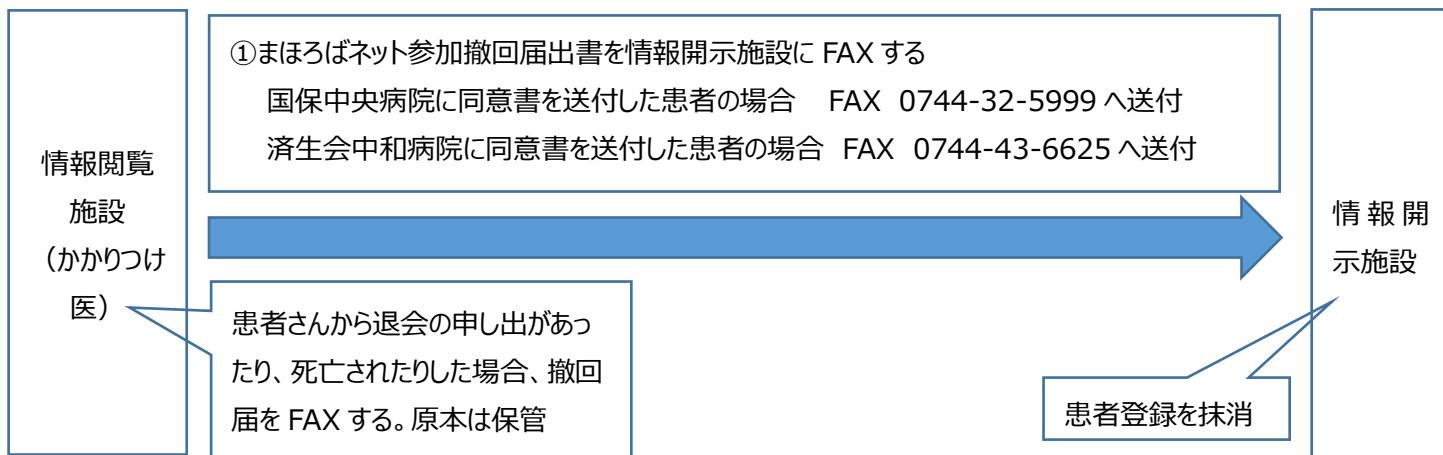 ①まほろばネット参加撤回届出書を情報開示施設に FAX する
国保中央病院に同意書を送付した患者の場合 FAX 0744-32-5999 へ送付
済生会中和病院に同意書を送付した患者の場合 FAX 0744-43-6625 へ送付
情報閲覧
施設
（かかりつけ
医）
情報開
示施設
患者さんから退会の申し出があっ
たり、死亡されたりした場合、撤回
届を FAX する。原本は保管
患者登録を抹消